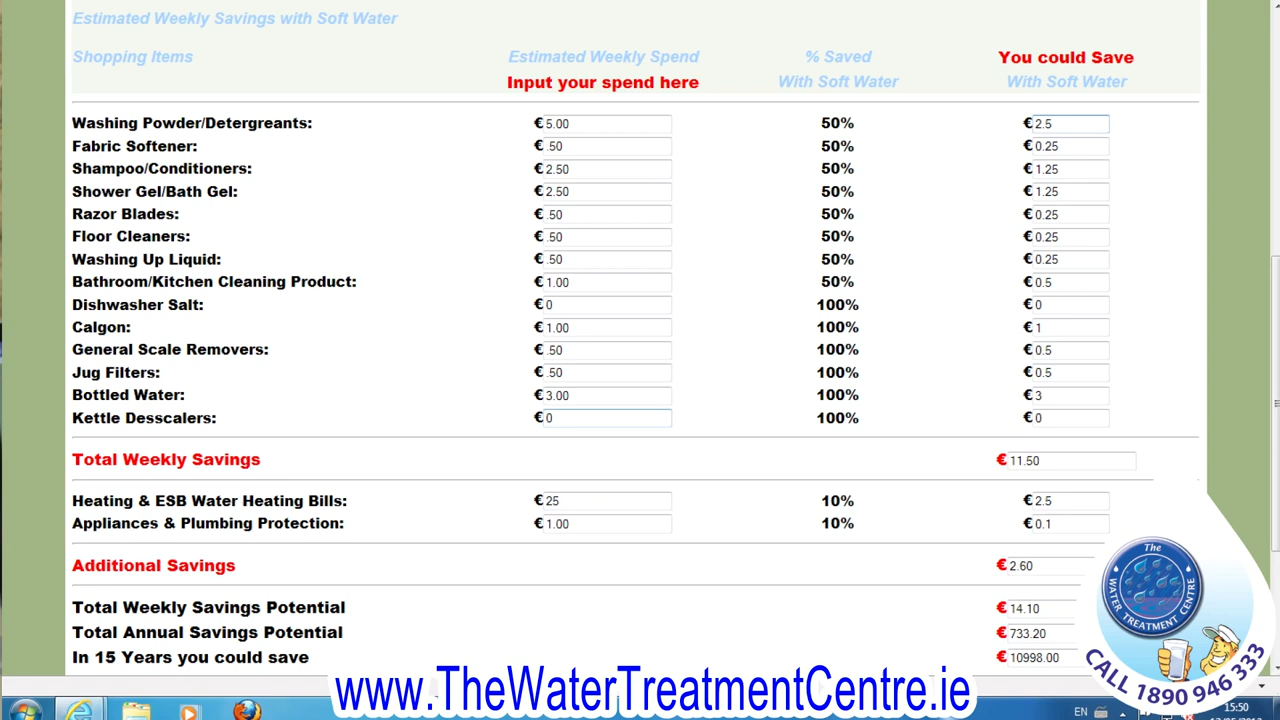 Estimated Weekly Savings with Soft Water
Shopping Items Estimated Weekly Spend % Saved You could Save
Input your spend here With Soft Water With Soft Water
Washing Powder/Detergreants: € 5.00 50% € 2.5
Fabric Softener: € .50 50% € 0.25
Shampoo/Conditioners: € 2.50 50% € 1.25
Shower Gel/Bath Gel: € 2.50 50% € 1.25
Razor Blades: € .50 50% € 0.25
Floor Cleaners: € .50 50% € 0.25
Washing Up Liquid: € .50 50% € 0.25
Bathroom/Kitchen Cleaning Product: € 1.00 50% € 0.5
Dishwasher Salt: € 0 100% € 0
Calgon: € 1.00 100% € 1
General Scale Removers: € .50 100% € 0.5
Jug Filters: € .50 100% € 0.5
Bottled Water: € 3.00 100% € 3
Kettle Desscalers: € 0 100% € 0
Total Weekly Savings € 11.50
Heating & ESB Water Heating Bills: € 25 10% € 2.5
Appliances & Plumbing Protection: € 1.00 10% € 0.1
Additional Savings € 2.60
Total Weekly Savings Potential € 14.10
Total Annual Savings Potential € 733.20
In 15 Years you could save € 10998.00
The
WATER TREATMENT CENTRE
CALL 1890 946 333
www.TheWaterTreatmentCentre.ie
EN 15:50